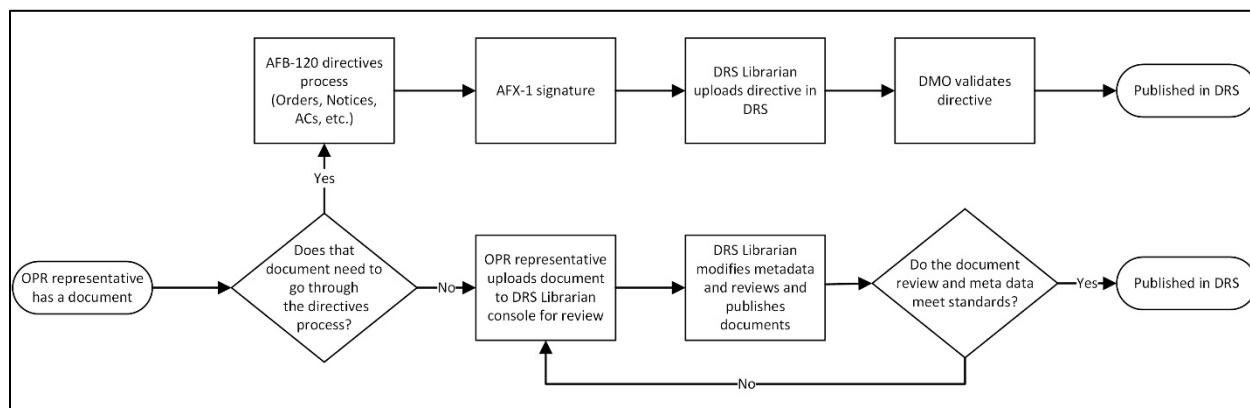 AFB-120 directives
process
(Orders, Notices,
ACs, etc.)
AFX-1 signature
DRS Librarian
uploads directive in
DRS
DMO validates
directive
Published in DRS
Yes
OPR representative
has a document
Does that
document need to
go through
the directives
process?
No
OPR representative
uploads document
to DRS Librarian
console for review
DRS Librarian
modifies metadata
and reviews and
publishes
documents
Do the document
review and meta data
meet standards?
Yes
Published in DRS
No